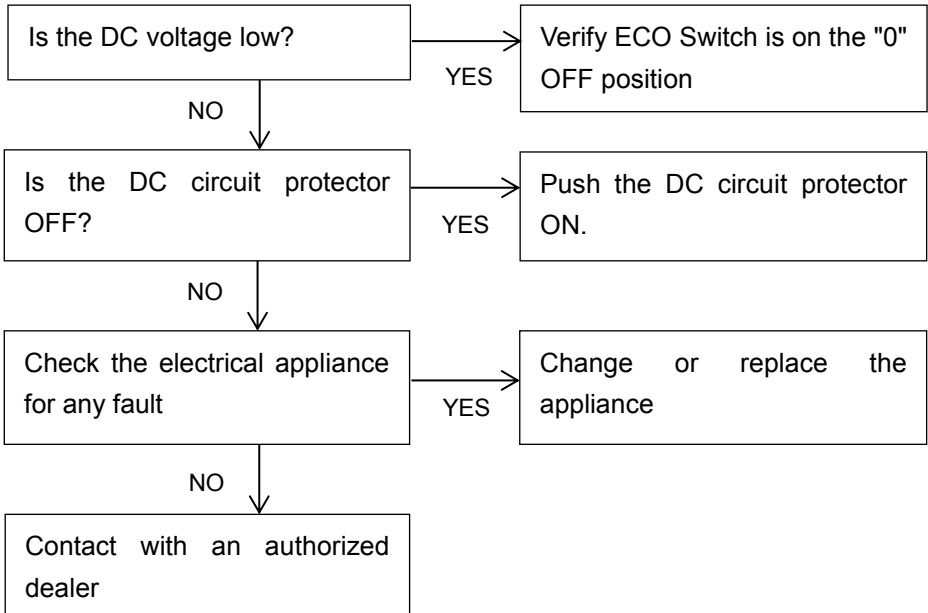 Is the DC voltage low?
YES
Verify ECO Switch is on the "0"
OFF position
NO
Is the DC circuit protector
OFF?
YES
Push the DC circuit protector
ON.
NO
Check the electrical appliance
for any fault
YES
Change or replace the
appliance
NO
Contact with an authorized
dealer